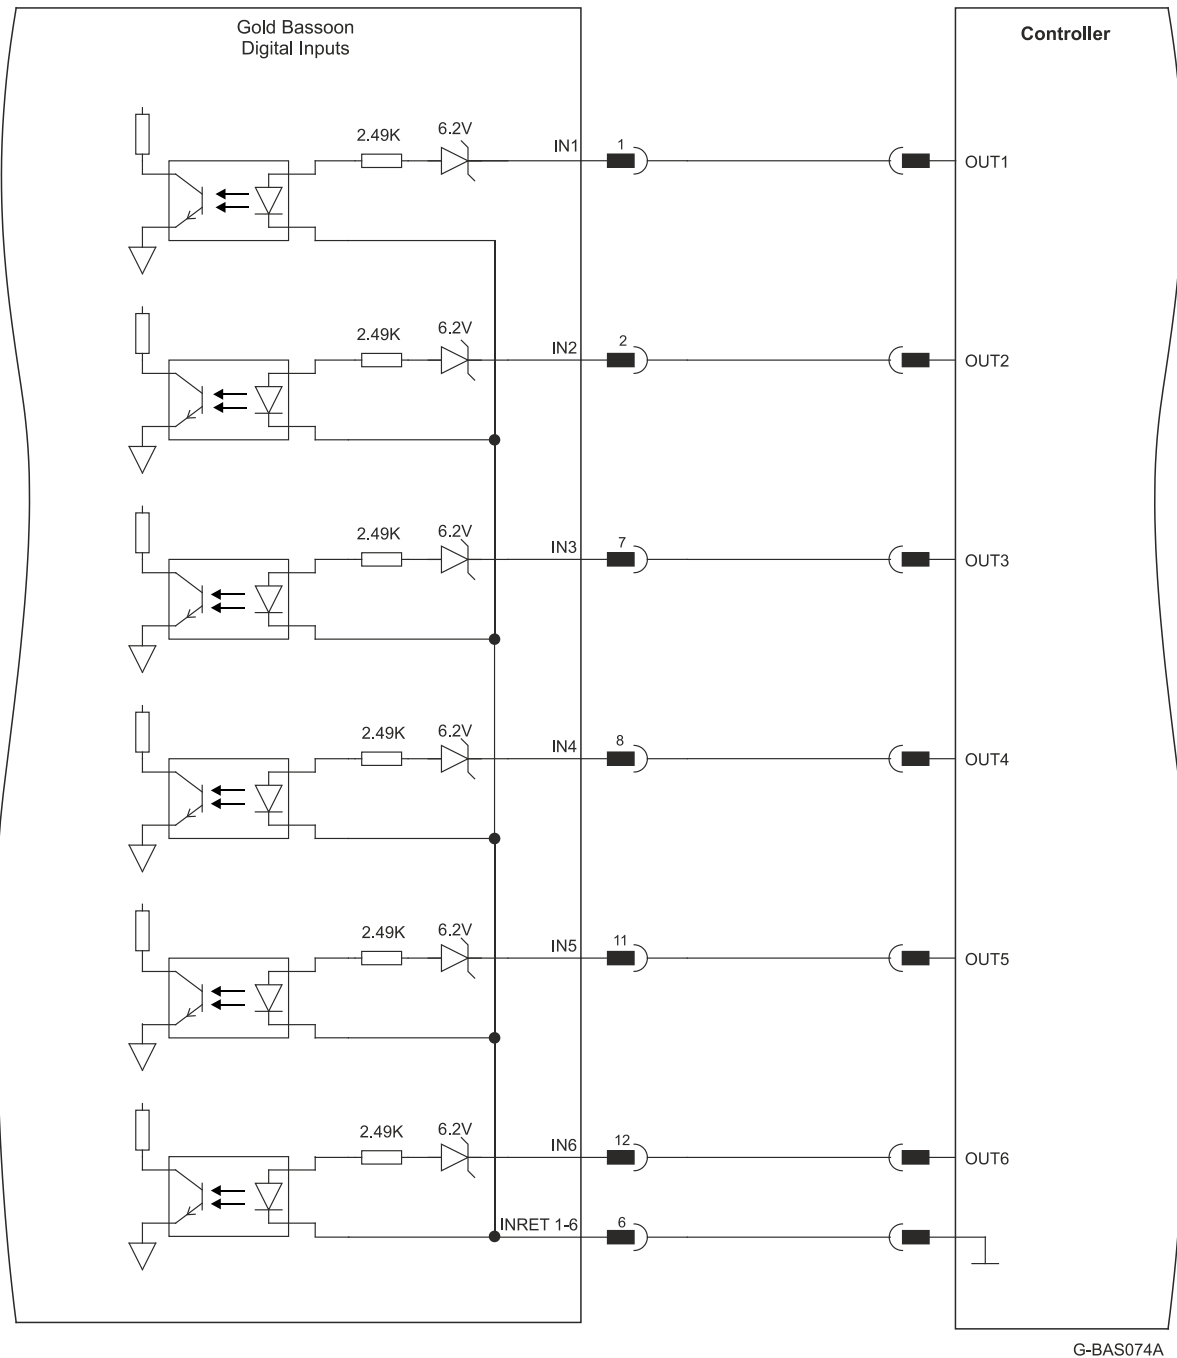 Gold Bassoon
Digital Inputs
Controller
2.49K
6.2V
IN1
1
OUT1
2.49K
6.2V
IN2
2
OUT2
2.49K
6.2V
IN3
7
OUT3
2.49K
6.2V
IN4
8
OUT4
2.49K
6.2V
IN5
11
OUT5
2.49K
6.2V
IN6
12
OUT6
INRET 1-6
6
G-BAS074A